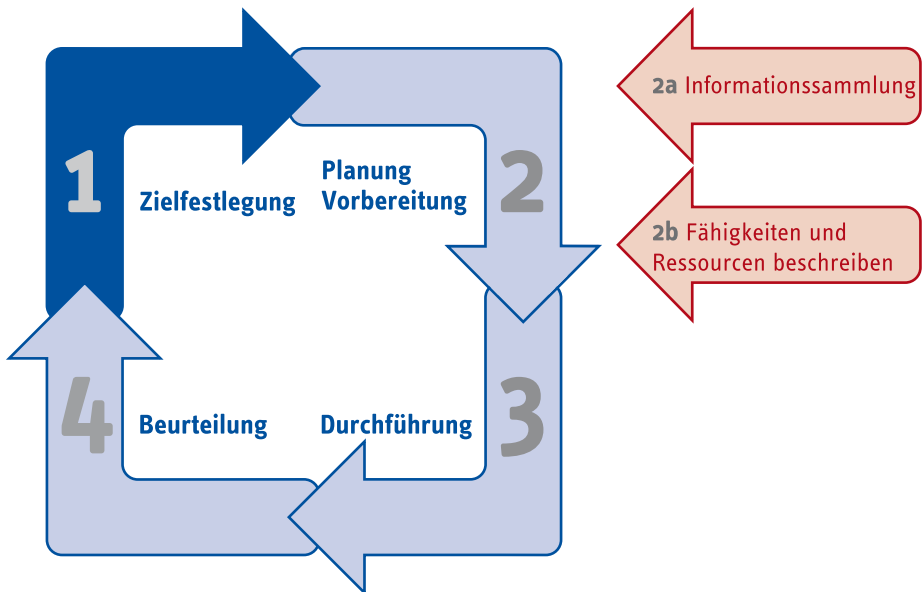 1
Zielfestlegung
Planung
Vorbereitung
2
2a Informationssammlung
2b Fähigkeiten und
Ressourcen beschreiben
4
Beurteilung
Durchführung
3